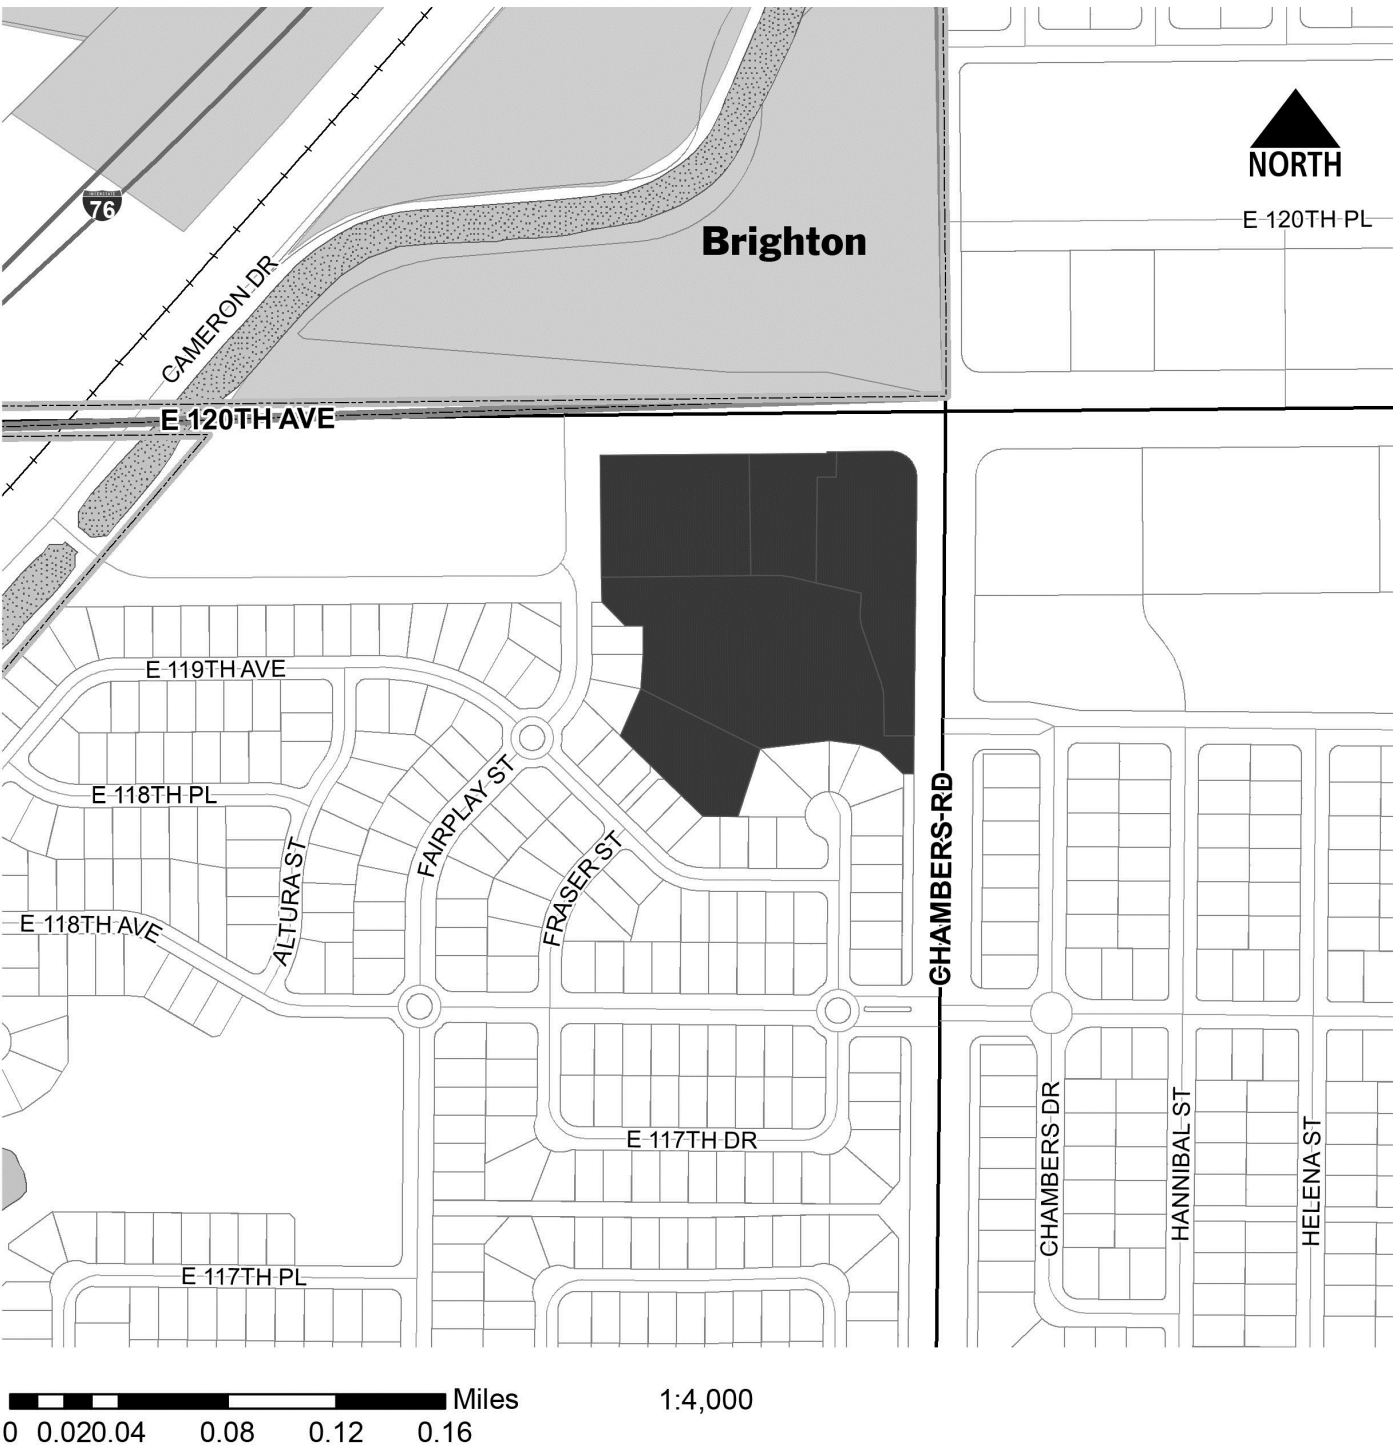 INTERSTATE
76
NORTH
E 120TH PL
Brighton
CAMERON DR
E 120TH AVE
E 119TH AVE
E 118TH PL
FAIRPLAY ST
FRASER ST
ALTURA ST
E 118TH AVE
CHAMBERS RD
E 117TH DR
CHAMBERS DR
HANNIBAL ST
HELENA ST
E 117TH PL
Miles
1:4,000
0 0.02 0.04 0.08 0.12 0.16